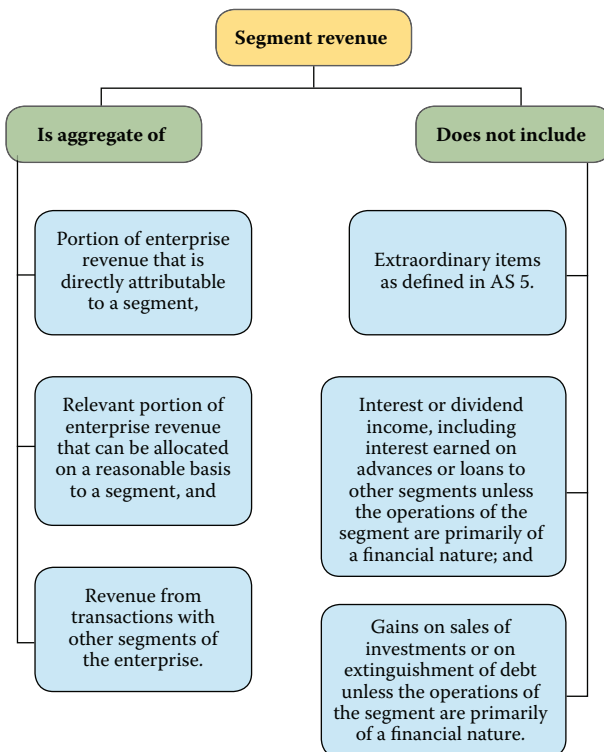 Segment revenue
Is aggregate of
Portion of enterprise
revenue that is
directly attributable
to a segment,
Relevant portion of
enterprise revenue
that can be allocated
on a reasonable basis
to a segment, and
Revenue from
transactions with
other segments of
the enterprise.
Does not include
Extraordinary items
as defined in AS 5.
Interest or dividend
income, including
interest earned on
advances or loans to
other segments unless
the operations of the
segment are primarily of
a financial nature; and
Gains on sales of
investments or on
extinguishment of debt
unless the operations of
the segment are primarily
of a financial nature.